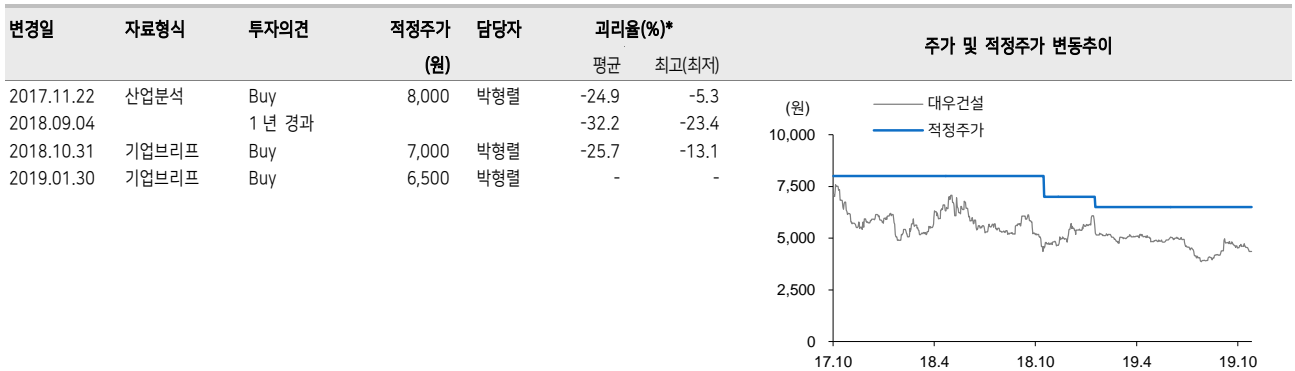 변경일 자료형식 투자의견 적정주가 담당자 괴리율(%)* 주가 및 적정주가 변동추이
(원) 평균 최고(최저)
2017.11.22 산업분석 Buy 8,000 박형렬 -24.9 -5.3
2018.09.04 1년 경과 -32.2 -23.4
2018.10.31 기업브리프 Buy 7,000 박형렬 -25.7 -13.1
2019.01.30 기업브리프 Buy 6,500 박형렬 - -
(원)
대우건설
적정주가
10,000
7,500
5,000
2,500
0
17.10 18.4 18.10 19.4 19.10